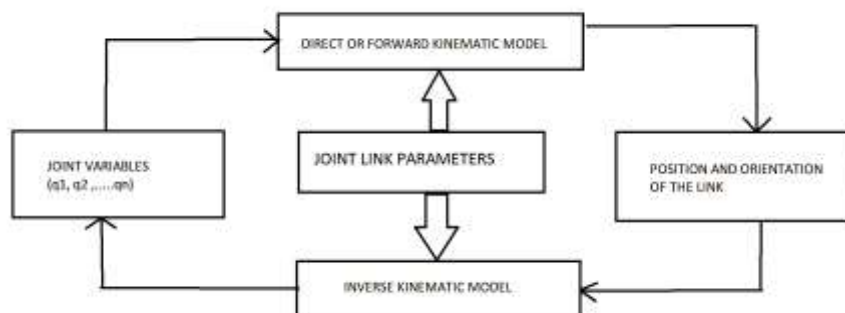 DIRECT OR FORWARD KINEMATIC MODEL
JOINT VARIABLES
(q1, q2 ,.....qn)
JOINT LINK PARAMETERS
POSITION AND ORIENTATION
OF THE LINK
INVERSE KINEMATIC MODEL